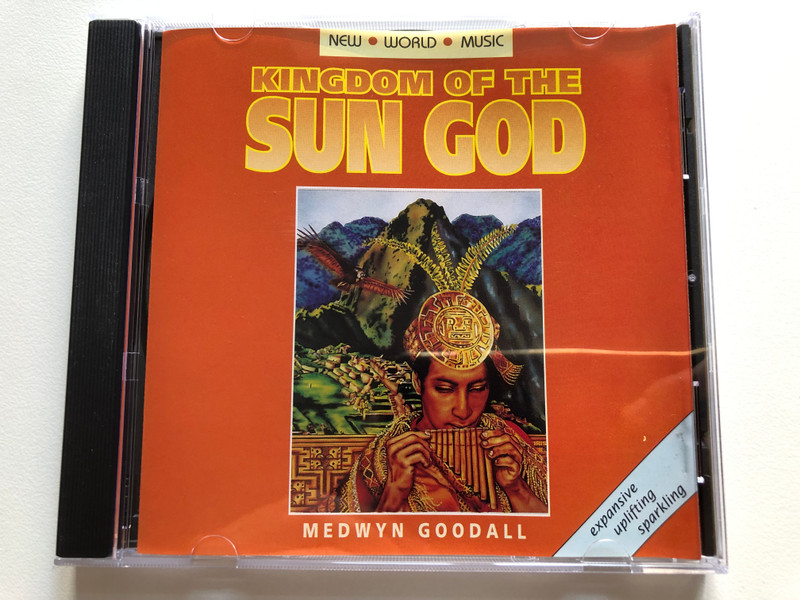 NEW • WORLD • MUSIC
KINGDOM OF THE
SUN GOD
MEDWYN GOODALL
expansive
uplifting
sparkling